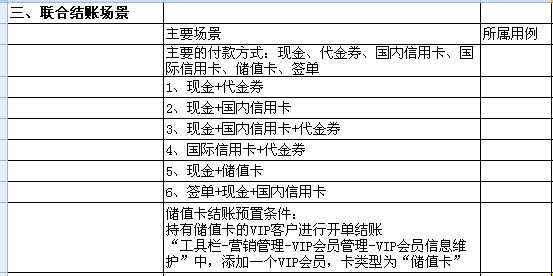 三、联合结账场景
主要场景 所属用例
主要的付款方式：现金、代金券、国内信用卡、国
际信用卡、储值卡、签单
1、现金+代金券
2、现金+国内信用卡
3、现金+国内信用卡+代金券
4、国际信用卡+代金券
5、现金+储值卡
6、签单+现金+国内信用卡
储值卡结账预置条件：
持有储值卡的VIP客户进行开单结账
“工具栏-营销管理-VIP会员管理-VIP会员信息维
护”中，添加一个VIP会员，卡类型为“储值卡”